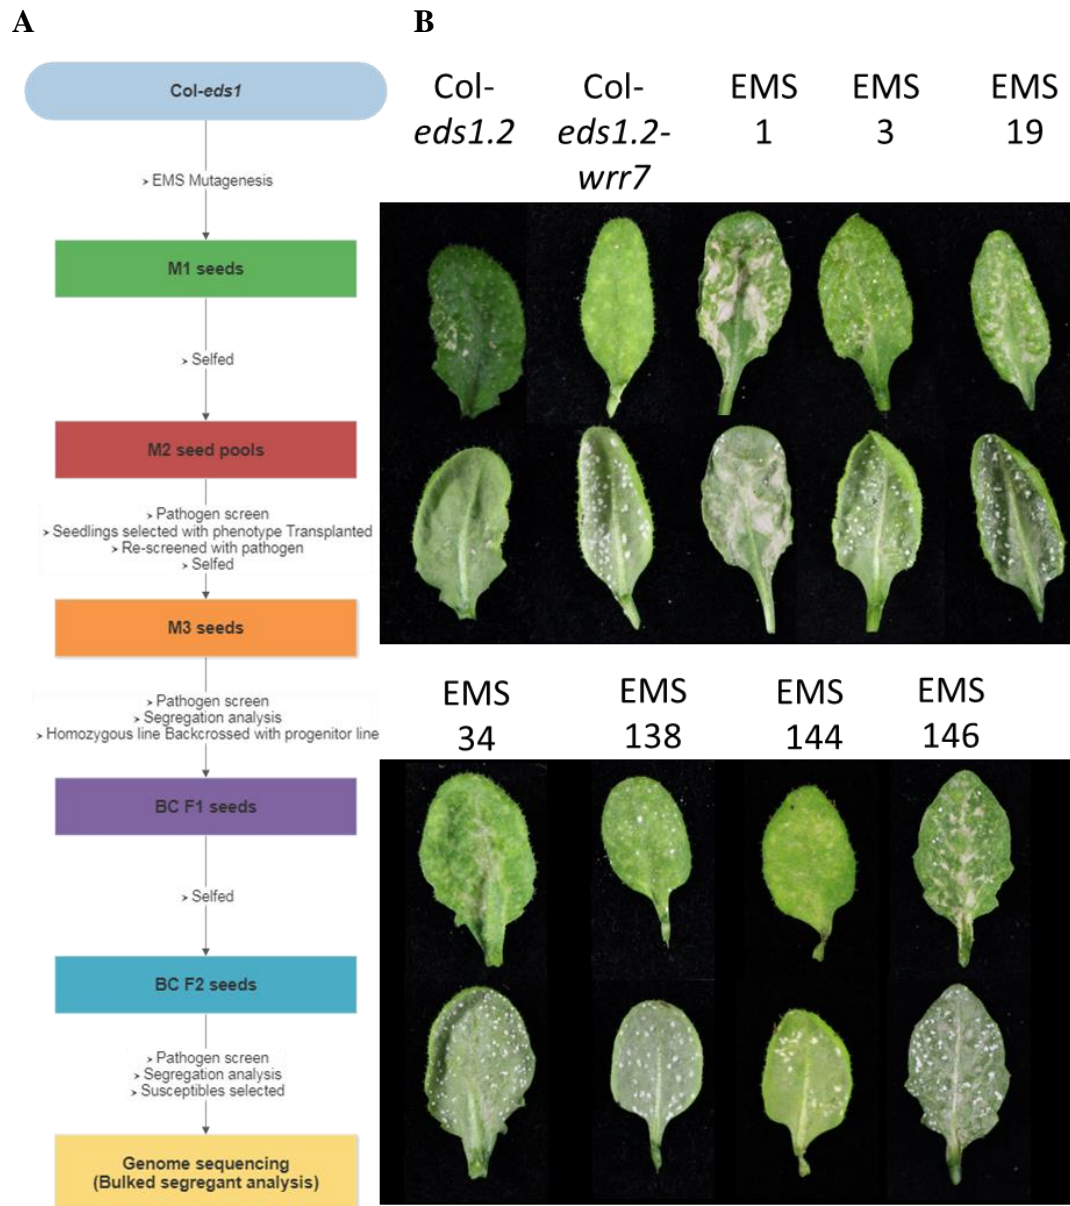 A
Col-eds1
➤ EMS Mutagenesis
M1 seeds
➤ Selfed
M2 seed pools
➤ Pathogen screen
➤ Seedlings selected with phenotype Transplanted
➤ Re-screened with pathogen
➤ Selfed
M3 seeds
➤ Pathogen screen
➤ Segregation analysis
➤ Homozygous line Backcrossed with progenitor line
BC F1 seeds
➤ Selfed
BC F2 seeds
➤ Pathogen screen
➤ Segregation analysis
➤ Susceptibles selected
Genome sequencing
(Bulked segregant analysis)
B
Col-
eds1.2
Col-
eds1.2-
wrr7
EMS
1
EMS
3
EMS
19
EMS
34
EMS
138
EMS
144
EMS
146